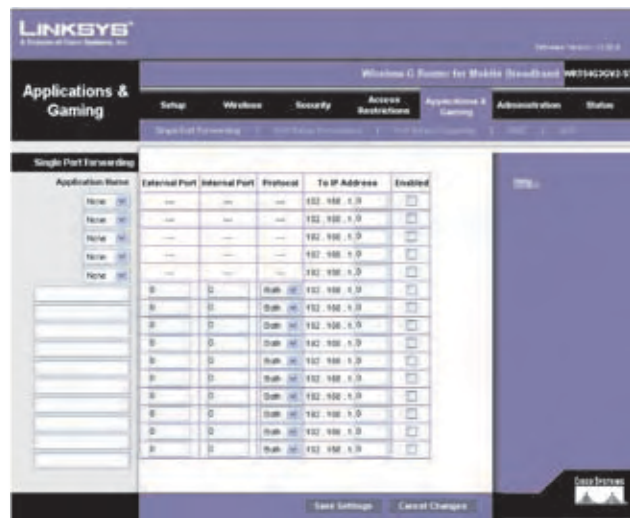 LINKSYS®
A Division of Cisco Systems, Inc.
Wireless-G Router for Mobile Broadband
Applications & Gaming
Setup Wireless Security Access Restrictions Applications & Gaming Administration Status
Single Port Forwarding
Single Port Forwarding
Application Name External Port Internal Port Protocol To IP Address Enabled
None --- --- --- 192 . 168 . 1. 0
None --- --- --- 192 . 168 . 1. 0
None --- --- --- 192 . 168 . 1. 0
None --- --- --- 192 . 168 . 1. 0
None --- --- --- 192 . 168 . 1. 0
0 0 Both 192 . 168 . 1. 0
0 0 Both 192 . 168 . 1. 0
0 0 Both 192 . 168 . 1. 0
0 0 Both 192 . 168 . 1. 0
0 0 Both 192 . 168 . 1. 0
0 0 Both 192 . 168 . 1. 0
0 0 Both 192 . 168 . 1. 0
0 0 Both 192 . 168 . 1. 0
0 0 Both 192 . 168 . 1. 0
0 0 Both 192 . 168 . 1. 0
Save Settings Cancel Changes
CISCO SYSTEMS